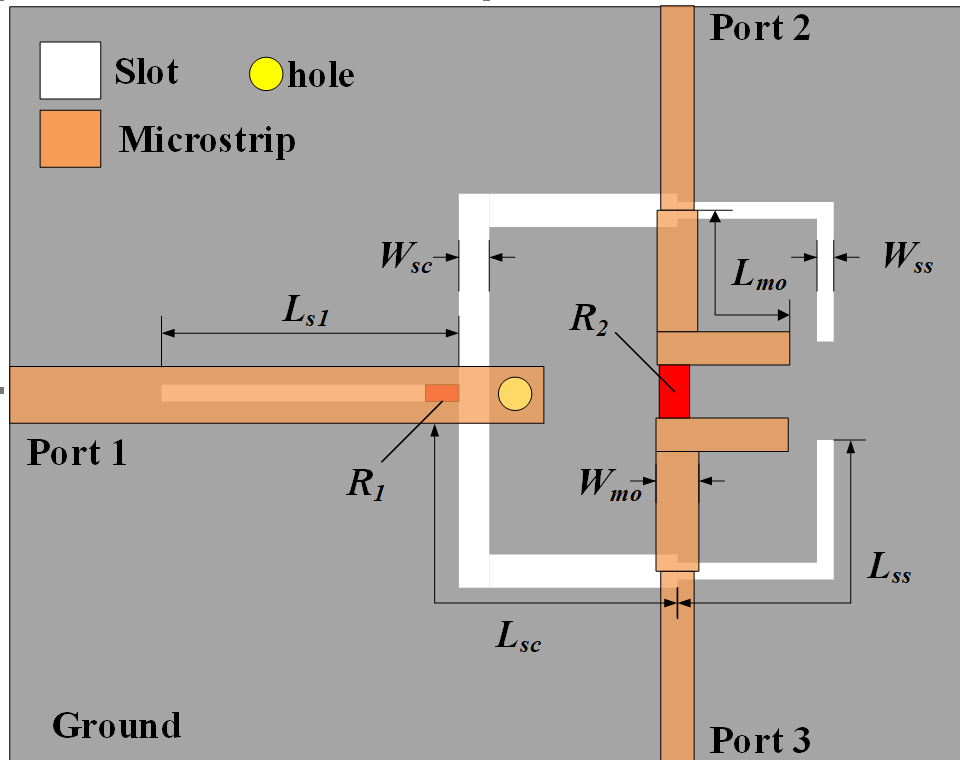 Port 2
Slot
hole
Microstrip
Wsc
Wss
Lmo
Ls1
R2
Port 1
R1
Wmo
Lss
Lsc
Ground
Port 3